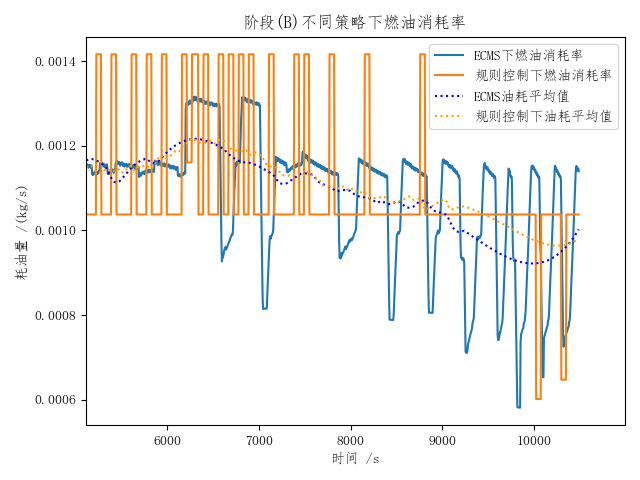 阶段(B)不同策略下燃油消耗率
ECMS下燃油消耗率
规则控制下燃油消耗率
ECMS油耗平均值
规则控制下油耗平均值
耗油量 /(kg/s)
0.0014
0.0012
0.0010
0.0008
0.0006
6000 7000 8000 9000 10000
时间 /s